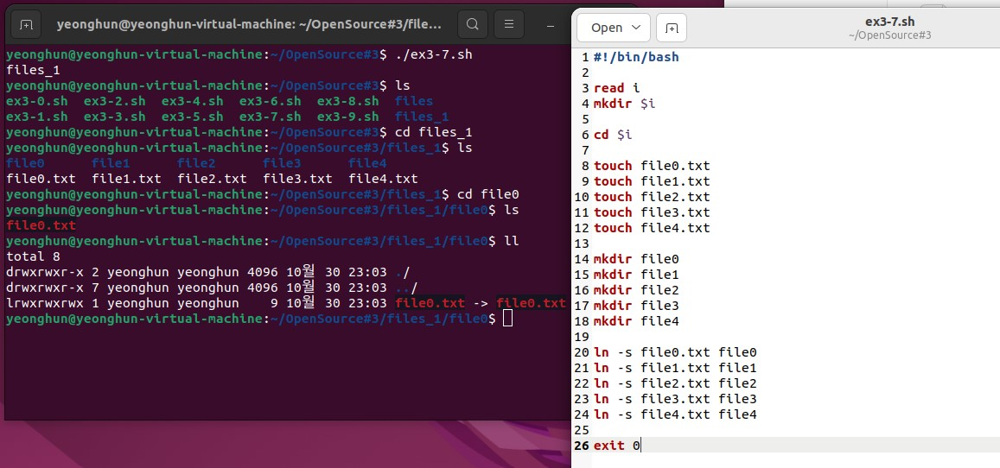 yeonghun@yeonghun-virtual-machine: ~/OpenSource#3/file...
yeonghun@yeonghun-virtual-machine:~/OpenSource#3$ ./ex3-7.sh
files_1
yeonghun@yeonghun-virtual-machine:~/OpenSource#3$ ls
ex3-0.sh ex3-2.sh ex3-4.sh ex3-6.sh ex3-8.sh files
ex3-1.sh ex3-3.sh ex3-5.sh ex3-7.sh ex3-9.sh files_1
yeonghun@yeonghun-virtual-machine:~/OpenSource#3$ cd files_1
yeonghun@yeonghun-virtual-machine:~/OpenSource#3/files_1$ ls
file0 file1 file2 file3 file4
file0.txt file1.txt file2.txt file3.txt file4.txt
yeonghun@yeonghun-virtual-machine:~/OpenSource#3/files_1$ cd file0
yeonghun@yeonghun-virtual-machine:~/OpenSource#3/files_1/file0$ ls
file0.txt
yeonghun@yeonghun-virtual-machine:~/OpenSource#3/files_1/file0$ ll
total 8
drwxrwxr-x 2 yeonghun yeonghun 4096 10월 30 23:03 ./
drwxrwxr-x 7 yeonghun yeonghun 4096 10월 30 23:03 ../
lrwxrwxrwx 1 yeonghun yeonghun 9 10월 30 23:03 file0.txt -> file0.txt
yeonghun@yeonghun-virtual-machine:~/OpenSource#3/files_1/file0$
Open
ex3-7.sh
~/OpenSource#3
1 #!/bin/bash
2
3 read i
4 mkdir $i
5
6 cd $i
7
8 touch file0.txt
9 touch file1.txt
10 touch file2.txt
11 touch file3.txt
12 touch file4.txt
13
14 mkdir file0
15 mkdir file1
16 mkdir file2
17 mkdir file3
18 mkdir file4
19
20 ln -s file0.txt file0
21 ln -s file1.txt file1
22 ln -s file2.txt file2
23 ln -s file3.txt file3
24 ln -s file4.txt file4
25
26 exit 0